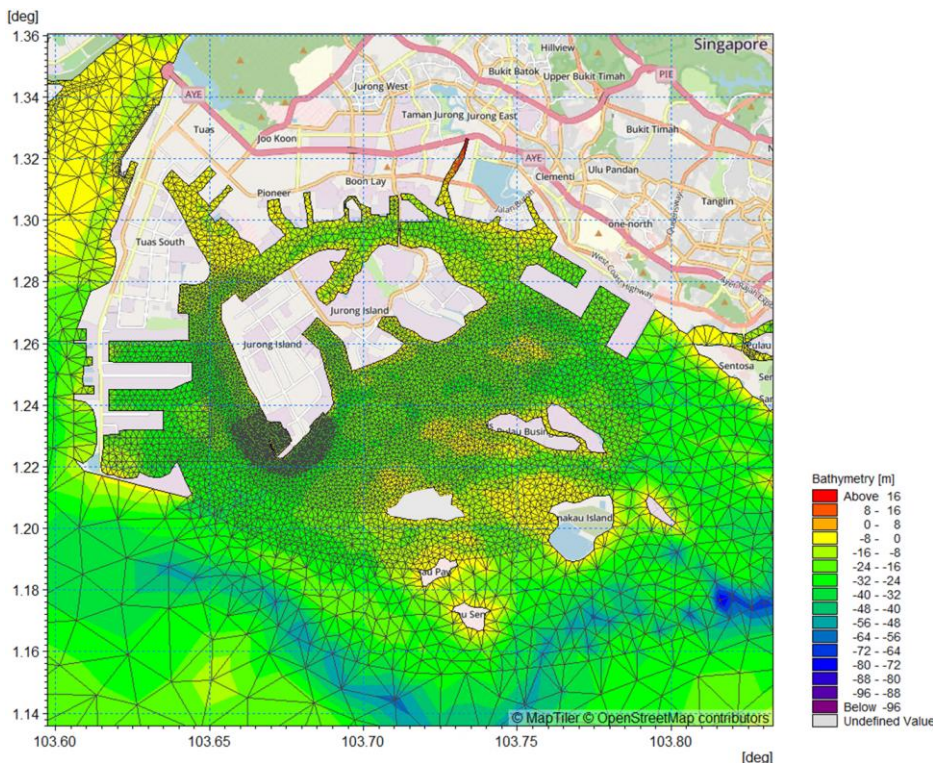 [deg]
1.36
Singapore
Hillview
Bukit Batok
Upper Bukit Timah
PIE
Jurong West
1.34
AYE
Taman Jurong
Jurong East
Tuas
Bukit Timah
Joo Koon
1.32
AYE
Ulu Pandan
Clementi
Boon Lay
Pioneer
Tanglin
Queensway
1.30
one-north
Tuas South
West Coast Highway
1.28
Jurong Island
Jurong Island
1.26
Sentosa
1.24
Pulau Busing
1.22
1.20
makau Island
1.18
1.16
1.14
© MapTiler © OpenStreetMap contributors
103.60
103.65
103.70
103.75
103.80
[deg]
Bathymetry [m]
Above 16
8 - 16
0 - 8
-8 - 0
-16 - -8
-24 - -16
-32 - -24
-40 - -32
-48 - -40
-56 - -48
-64 - -56
-72 - -64
-80 - -72
-88 - -80
-96 - -88
Below -96
Undefined Value